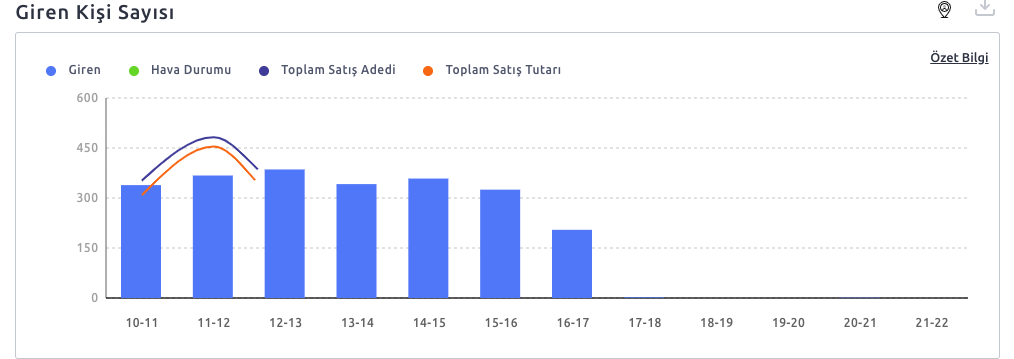 Giren Kişi Sayısı
Özet Bilgi
Giren Hava Durumu Toplam Satış Adedi Toplam Satış Tutarı
600
450
300
150
0
10-11 11-12 12-13 13-14 14-15 15-16 16-17 17-18 18-19 19-20 20-21 21-22